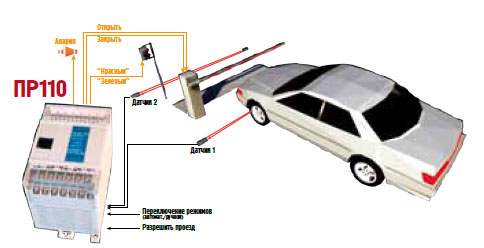 Открыть
Авария
Закрыть
"Красный"
"Зеленый"
ПР110
Датчик 2
Датчик 1
Переключение режимов
(автомат./ручной)
Разрешить проезд